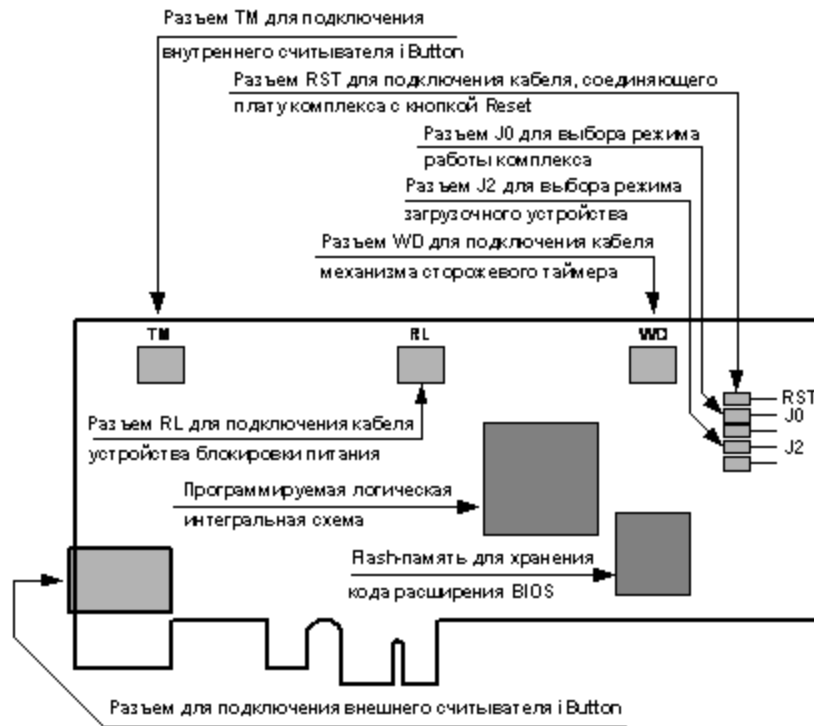 Разъем TM для подключения
внутреннего считывателя iButton
Разъем RST для подключения кабеля, соединяющего
плату комплекса с кнопкой Reset
Разъем J0 для выбора режима
работы комплекса
Разъем J2 для выбора режима
загрузочного устройства
Разъем WD для подключения кабеля
механизма сторожевого таймера
TM
RL
WD
RST
J0
J2
Разъем RL для подключения кабеля
устройства блокировки питания
Программируемая логическая
интегральная схема
Flash-память для хранения
кода расширения BIOS
Разъем для подключения внешнего считывателя iButton